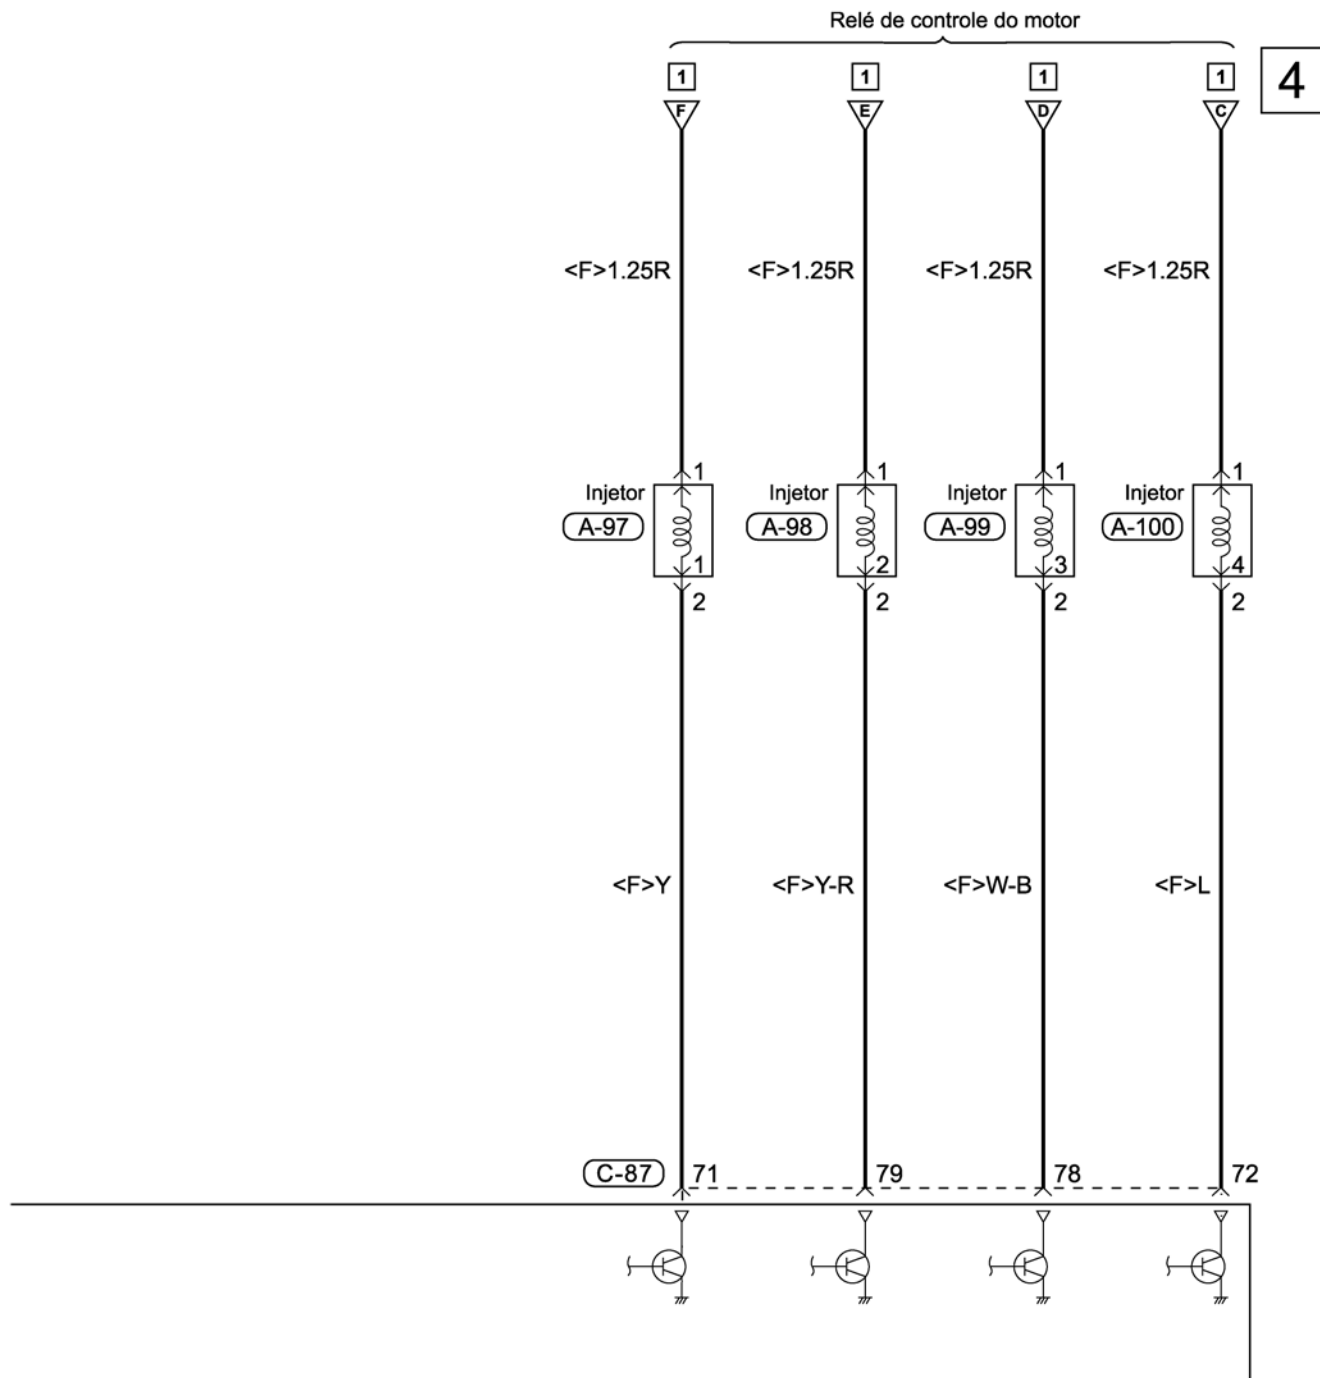 Relé de controle do motor
1 1 1 1 4
F E D C
<F>1.25R <F>1.25R <F>1.25R <F>1.25R
1 1 1 1
Injetor Injetor Injetor Injetor
A-97 A-98 A-99 A-100
1 2 3 4
2 2 2 2
<F>Y <F>Y-R <F>W-B <F>L
C-87 71 79 78 72